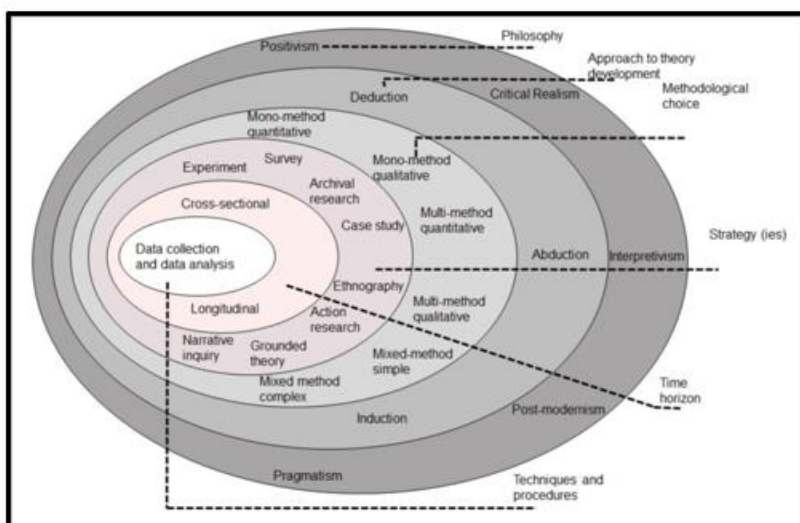 Positivism
Philosophy
Approach to theory
development
Deduction
Critical Realism
Methodological
choice
Mono-method
quantitative
Survey
Experiment
Mono-method
qualitative
Archival
research
Cross-sectional
Case study
Multi-method
quantitative
Strategy (ies)
Data collection
and data analysis
Abduction
Interpretivism
Ethnography
Longitudinal
Action
research
Multi-method
qualitative
Narrative
inquiry
Grounded
theory
Mixed-method
simple
Mixed method
complex
Time
horizon
Induction
Post-modernism
Pragmatism
Techniques and
procedures